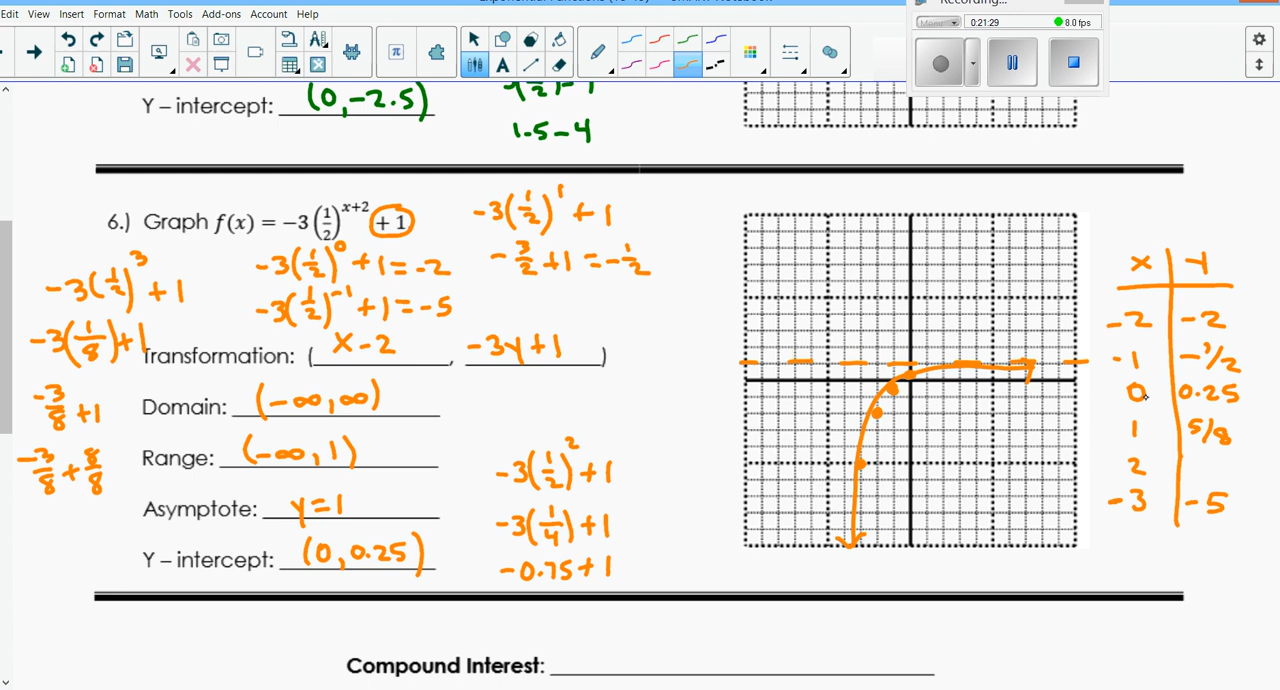 Recording...
Edit View Insert Format Math Tools Add-ons Account Help
Menu 0:21:29 8.0 fps
Y – intercept: (0, -2.5)
1.5 - 4
6.) Graph f(x) = −3(1/2)^{x+2} + 1
-3(1/2)^1 + 1
-3/2 + 1 = -1/2
-3(1/2)^0 + 1 = -2
-3(1/2)^{-1} + 1 = -5
-3(1/2)^3 + 1
-3(1/8) + 1
-3/8 + 1
-3/8 + 8/8
Transformation: ( x - 2 , -3y + 1 )
Domain: (-∞, ∞)
Range: (-∞, 1)
Asymptote: y = 1
Y – intercept: (0, 0.25)
-3(1/2)^2 + 1
-3(1/4) + 1
-0.75 + 1
x y
-2 -2
-1 -1/2
0 0.25
1 5/8
2
-3 -5
Compound Interest: